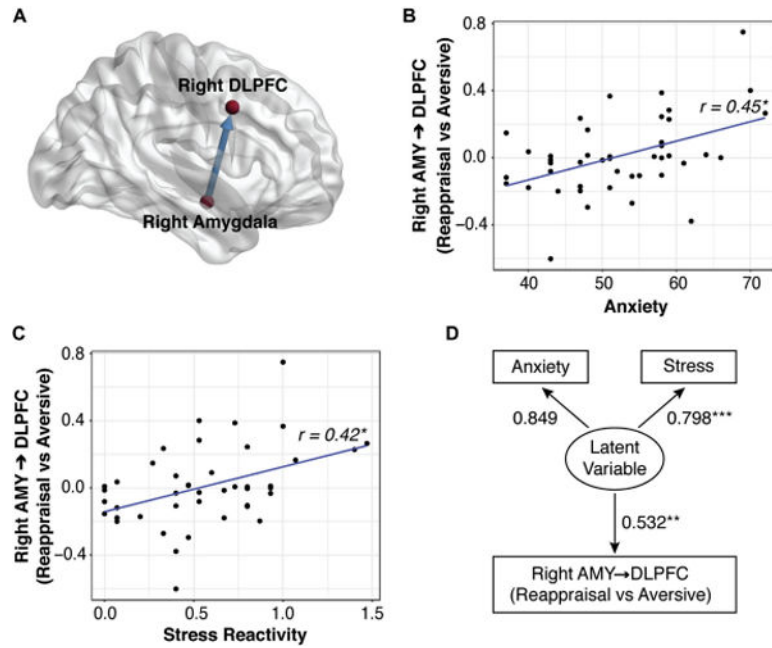 A
Right DLPFC
Right Amygdala
B
Right AMY → DLPFC
(Reappraisal vs Aversive)
0.8
0.4
0.0
−0.4
r = 0.45*
40
50
60
70
Anxiety
C
Right AMY → DLPFC
(Reappraisal vs Aversive)
0.8
0.4
0.0
−0.4
r = 0.42*
0.0
0.5
1.0
1.5
Stress Reactivity
D
Anxiety
Stress
0.849
0.798***
Latent
Variable
0.532**
Right AMY→DLPFC
(Reappraisal vs Aversive)